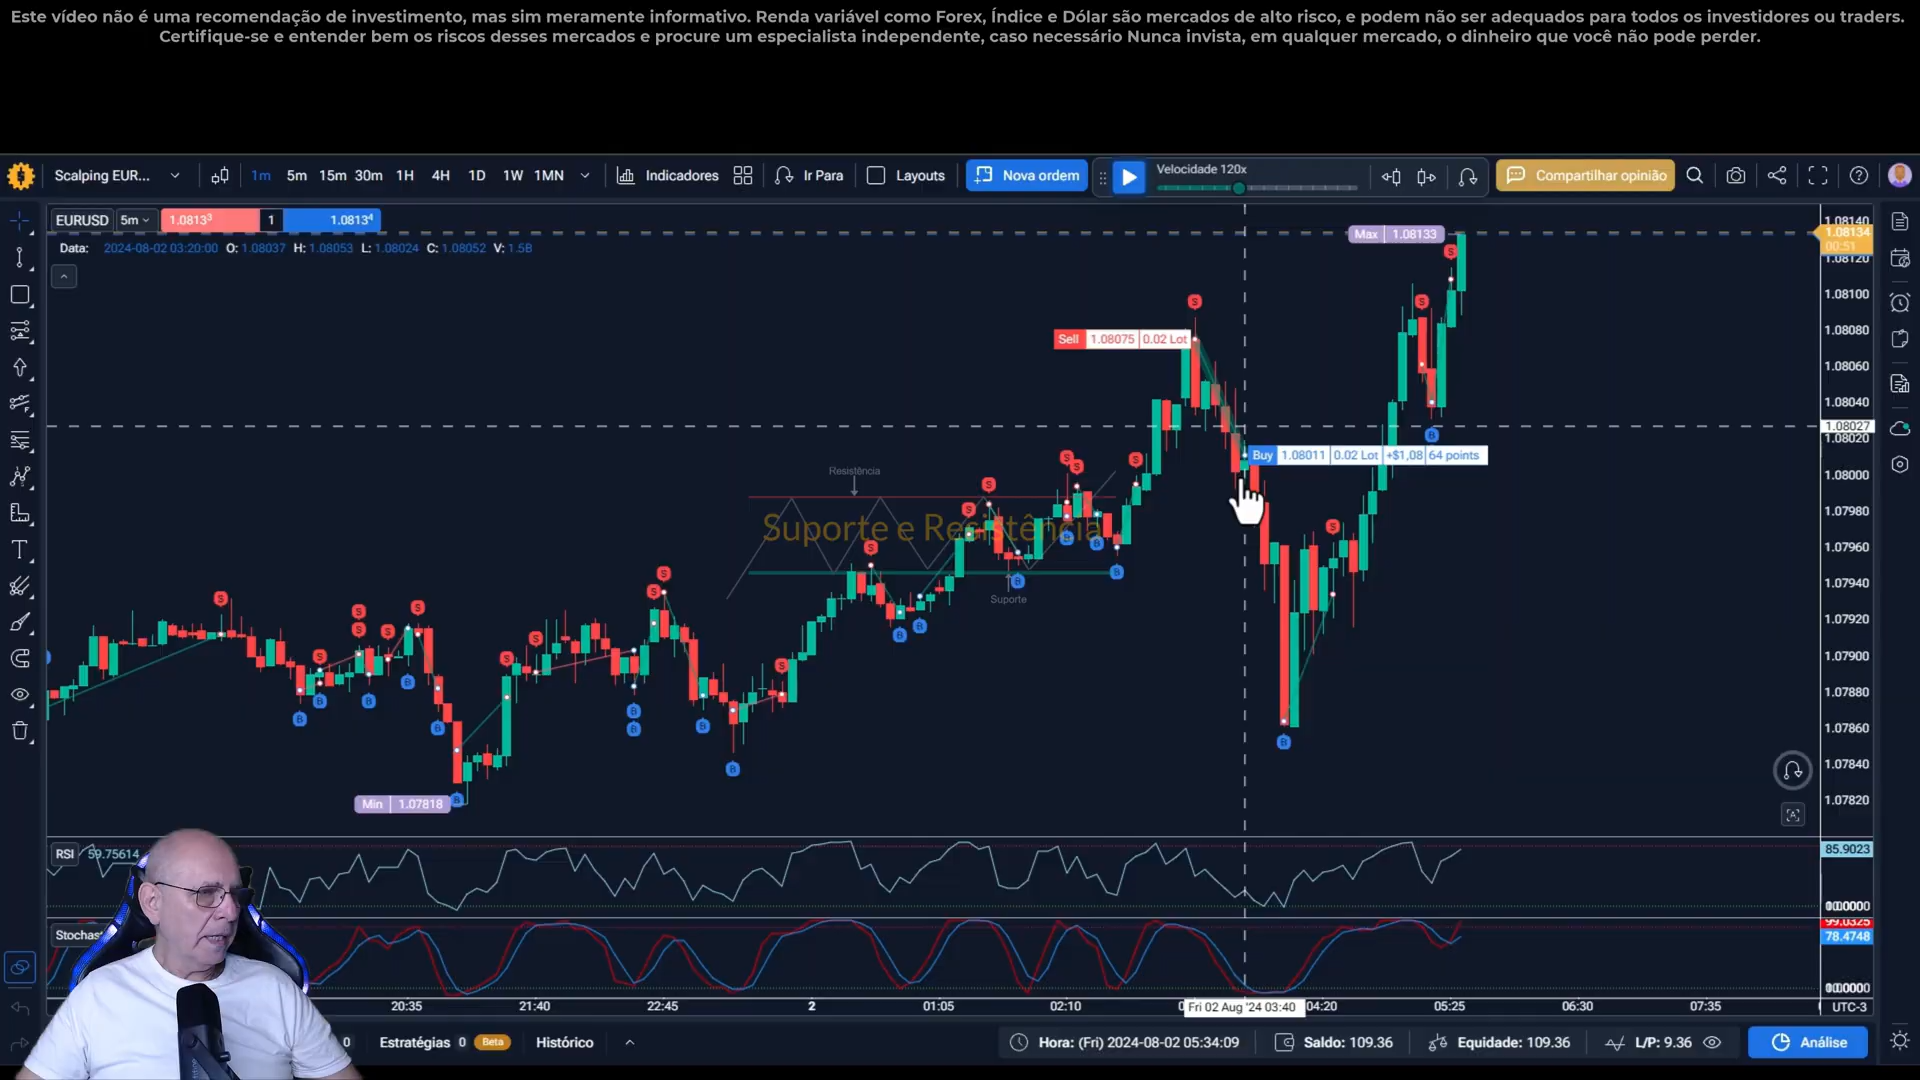 Este vídeo não é uma recomendação de investimento, mas sim meramente informativo. Renda variável como Forex, Índice e Dólar são mercados de alto risco, e podem não ser adequados para todos os investidores ou traders.
Certifique-se e entender bem os riscos desses mercados e procure um especialista independente, caso necessário Nunca invista, em qualquer mercado, o dinheiro que você não pode perder.
Scalping EUR... 1m 5m 15m 30m 1H 4H 1D 1W 1MN Indicadores Ir Para Layouts Nova ordem Velocidade 120x Compartilhar opinião
EURUSD 5m 1.08133 1 1.08134
Data: 2024-08-02 03:20:00 O: 1.08037 H: 1.08053 L: 1.08024 C: 1.08052 V: 1.5B
Max 1.08133
1.08140
1.08134
00:51
1.08120
1.08100
1.08080
1.08060
1.08040
1.08027
1.08020
1.08000
1.07980
1.07960
1.07940
1.07920
1.07900
1.07880
1.07860
1.07840
1.07820
Sell 1.08075 0.02 Lot
Buy 1.08011 0.02 Lot +$1,08 64 points
Resistência
Suporte e Resistência
Suporte
Min 1.07818
RSI 59.75614
85.9023
Stochas
99.0325
78.4748
20:35 21:40 22:45 2 01:05 02:10 Fri 02 Aug '24 03:40 04:20 05:25 06:30 07:35 UTC-3
0 Estratégias 0 Beta Histórico Hora: (Fri) 2024-08-02 05:34:09 Saldo: 109.36 Equidade: 109.36 L/P: 9.36 Análise